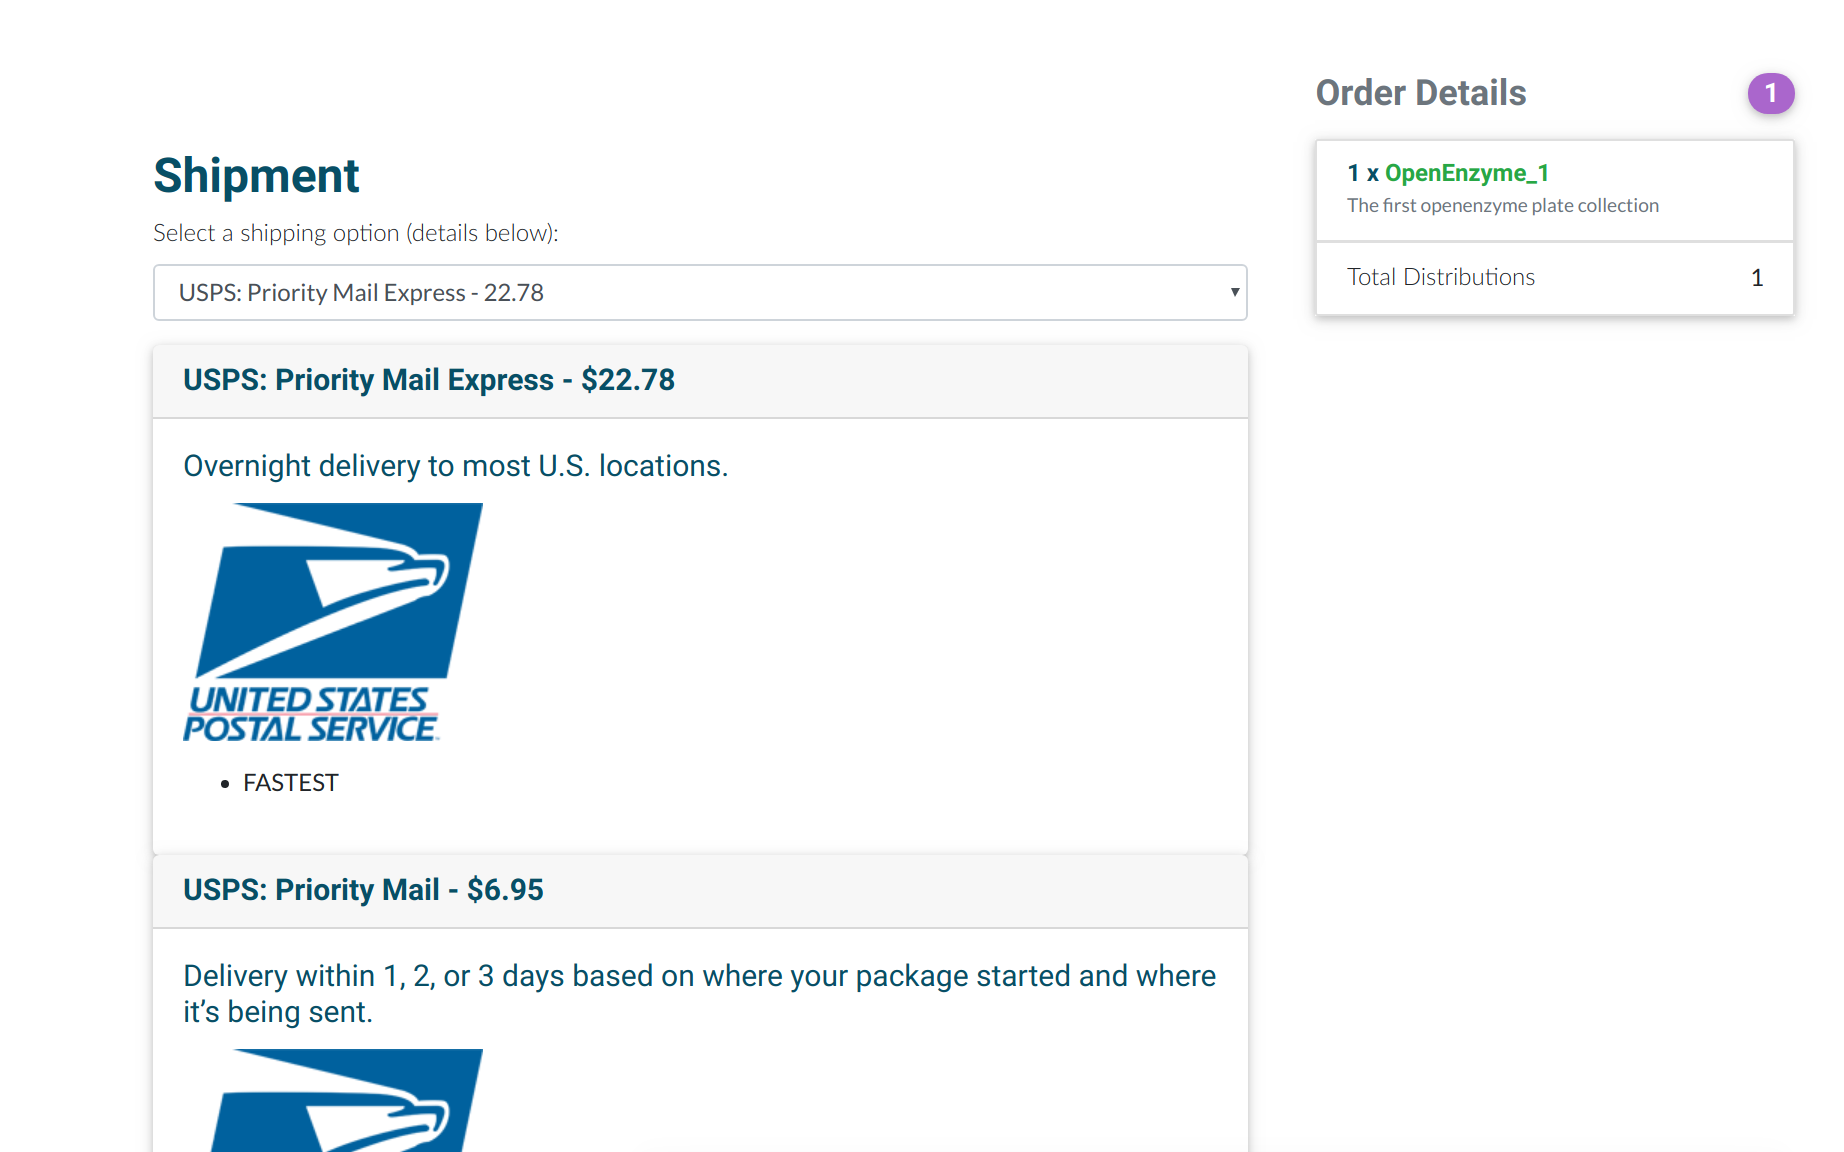 Order Details
1
1 x OpenEnzyme_1
The first openenzyme plate collection
Total Distributions 1
Shipment
Select a shipping option (details below):
USPS: Priority Mail Express - 22.78
USPS: Priority Mail Express - $22.78
Overnight delivery to most U.S. locations.
UNITED STATES
POSTAL SERVICE
• FASTEST
USPS: Priority Mail - $6.95
Delivery within 1, 2, or 3 days based on where your package started and where
it’s being sent.